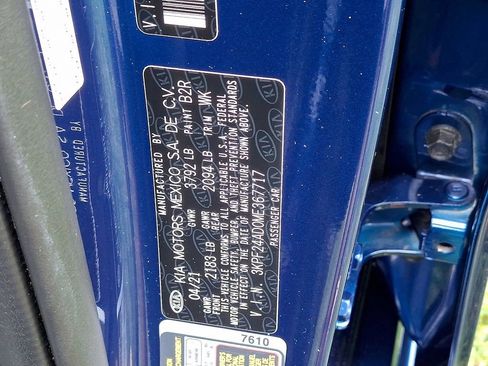 MANUFACTURED BY
KIA MOTORS MEXICO S.A. DE C.V.
04/21 GVWR 3792 LB PAINT B2R
GAWR FRONT 2183 LB GAWR REAR 2094 LB TRIM WK
THIS VEHICLE CONFORMS TO ALL APPLICABLE U.S.A. FEDERAL
MOTOR VEHICLE SAFETY, BUMPER, AND THEFT PREVENTION STANDARDS
IN EFFECT ON THE DATE OF MANUFACTURE SHOWN ABOVE.
V.I.N. 3KPF24AD0ME367717
PASSENGER CAR
KIA
7610